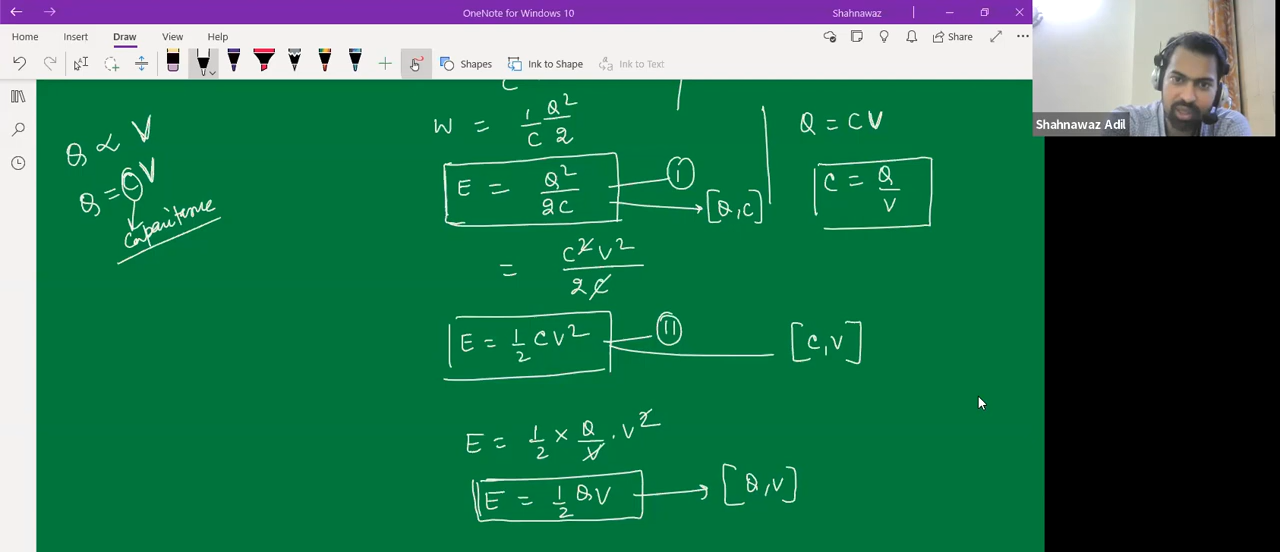 OneNote for Windows 10
Shahnawaz
Home Insert Draw View Help
Share
Shapes
Ink to Shape
Ink to Text
Shahnawaz Adil
Q ∝ V
Q = CV
Capacitance
C
W = 1/C Q²/2
E = Q²/2C
I
[Q,C]
Q = CV
C = Q/V
= C²V²/2C
E = 1/2 CV²
II
[C,V]
E = 1/2 × Q/V · V²
E = 1/2 QV
[Q,V]